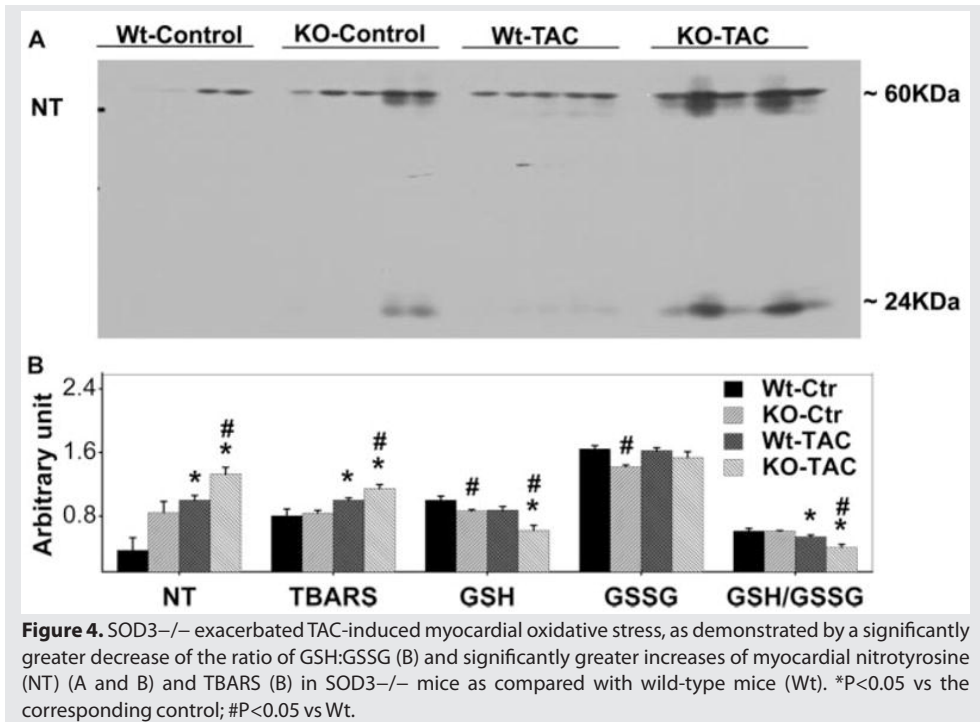 A
Wt-Control KO-Control Wt-TAC KO-TAC
NT
~ 60KDa
~ 24KDa
B
Arbitrary unit
2.4
1.6
0.8
Wt-Ctr
KO-Ctr
Wt-TAC
KO-TAC
* # * * # * # # * # * # *
NT TBARS GSH GSSG GSH/GSSG
Figure 4. SOD3−/− exacerbated TAC-induced myocardial oxidative stress, as demonstrated by a significantly
greater decrease of the ratio of GSH:GSSG (B) and significantly greater increases of myocardial nitrotyrosine
(NT) (A and B) and TBARS (B) in SOD3−/− mice as compared with wild-type mice (Wt). *P<0.05 vs the
corresponding control; #P<0.05 vs Wt.